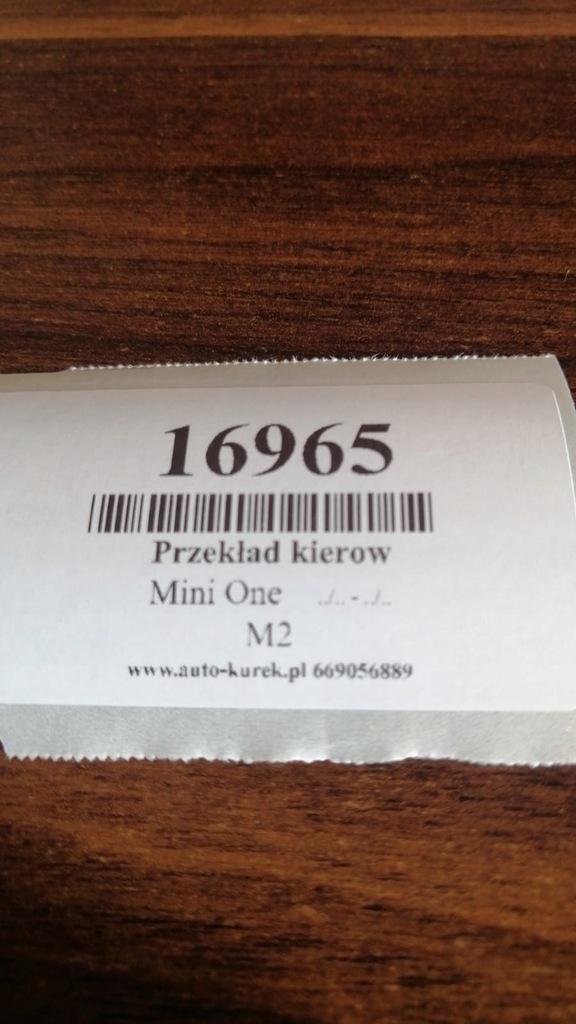 16965
Przekład kierow
Mini One ../.. - ../..
M2
www.auto-kurek.pl 669056889